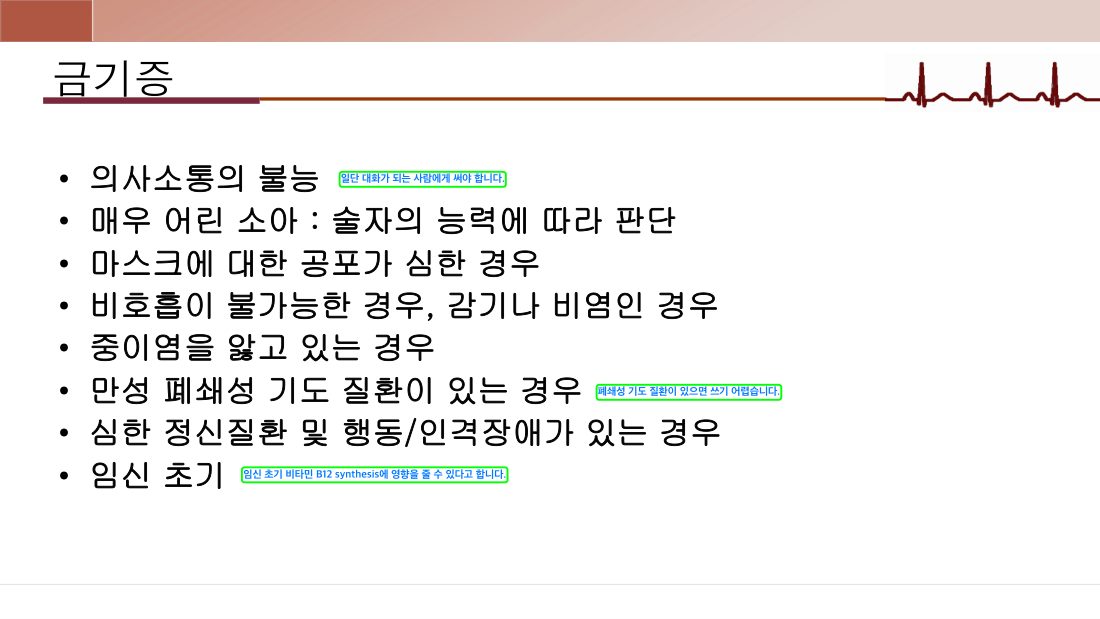 금기증
• 의사소통의 불능 일단 대화가 되는 사람에게 써야 합니다.
• 매우 어린 소아 : 술자의 능력에 따라 판단
• 마스크에 대한 공포가 심한 경우
• 비호흡이 불가능한 경우, 감기나 비염인 경우
• 중이염을 앓고 있는 경우
• 만성 폐쇄성 기도 질환이 있는 경우 폐쇄성 기도 질환이 있으면 쓰기 어렵습니다.
• 심한 정신질환 및 행동/인격장애가 있는 경우
• 임신 초기 임신 초기 비타민 B12 synthesis에 영향을 줄 수 있다고 합니다.